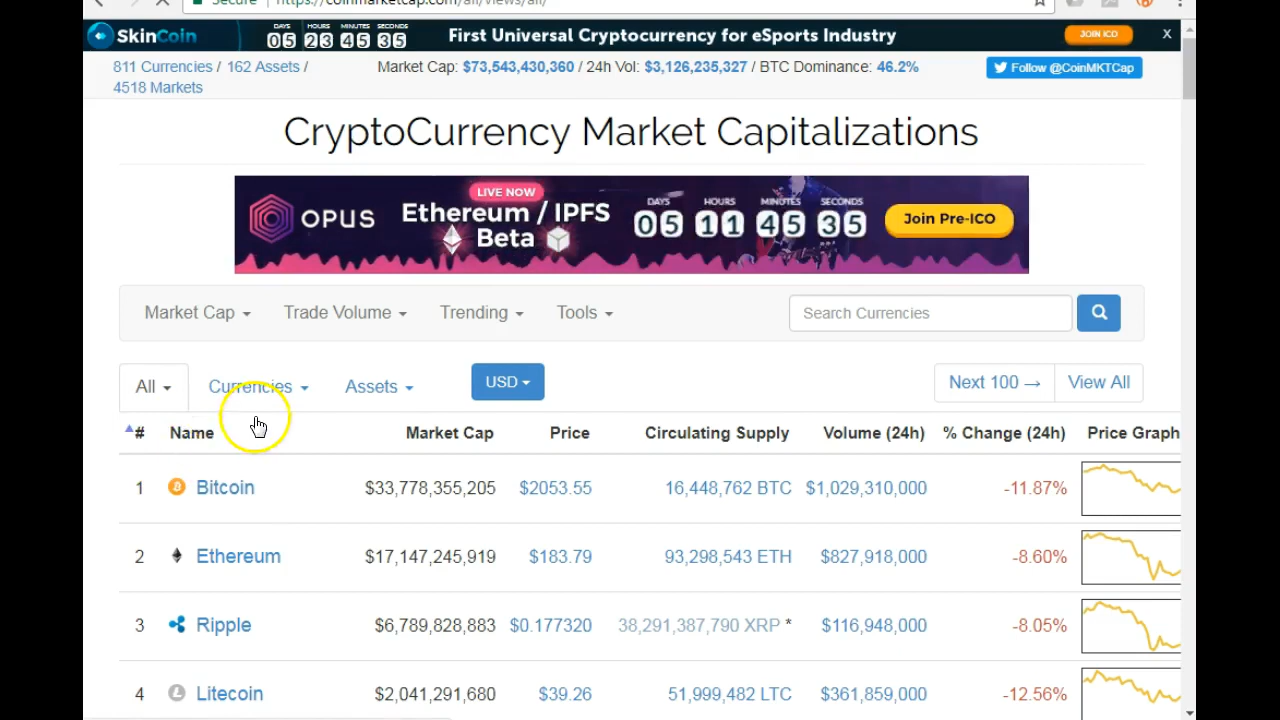 Secure https://coinmarketcap.com/all/views/all/
SkinCoin
DAYS HOURS MINUTES SECONDS
05 23 45 35
First Universal Cryptocurrency for eSports Industry
JOIN ICO
X
811 Currencies / 162 Assets /
4518 Markets
Market Cap: $73,543,430,360 / 24h Vol: $3,126,235,327 / BTC Dominance: 46.2%
Follow @CoinMKTCap
CryptoCurrency Market Capitalizations
OPUS
LIVE NOW
Ethereum / IPFS
Beta
DAYS HOURS MINUTES SECONDS
05 11 45 35
Join Pre-ICO
Market Cap Trade Volume Trending Tools Search Currencies
All Currencies Assets USD Next 100 → View All
# Name Market Cap Price Circulating Supply Volume (24h) % Change (24h) Price Graph
1 Bitcoin $33,778,355,205 $2053.55 16,448,762 BTC $1,029,310,000 -11.87%
2 Ethereum $17,147,245,919 $183.79 93,298,543 ETH $827,918,000 -8.60%
3 Ripple $6,789,828,883 $0.177320 38,291,387,790 XRP * $116,948,000 -8.05%
4 Litecoin $2,041,291,680 $39.26 51,999,482 LTC $361,859,000 -12.56%